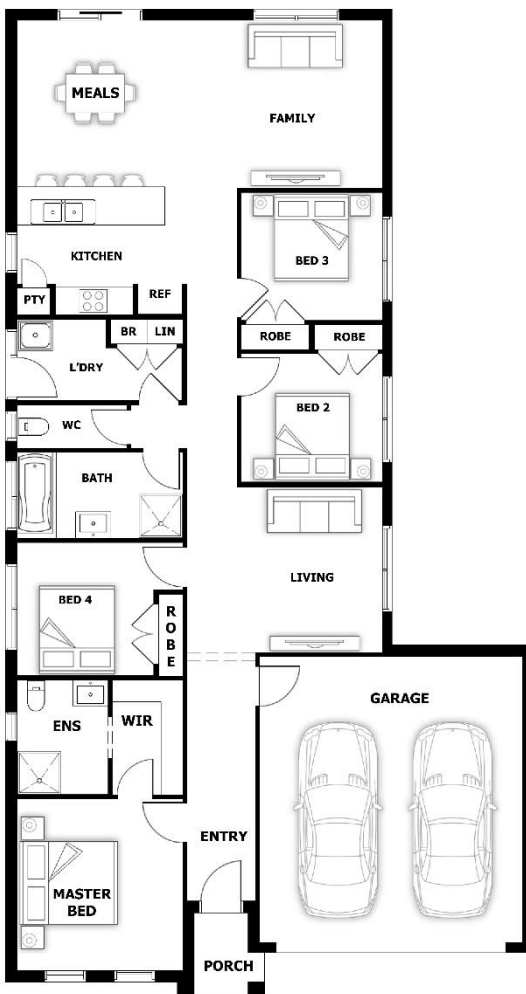 MEALS
FAMILY
KITCHEN
BED 3
PTY
REF
BR
LIN
ROBE
ROBE
L'DRY
WC
BED 2
BATH
LIVING
BED 4
ROBE
GARAGE
ENS
WIR
ENTRY
MASTER
BED
PORCH